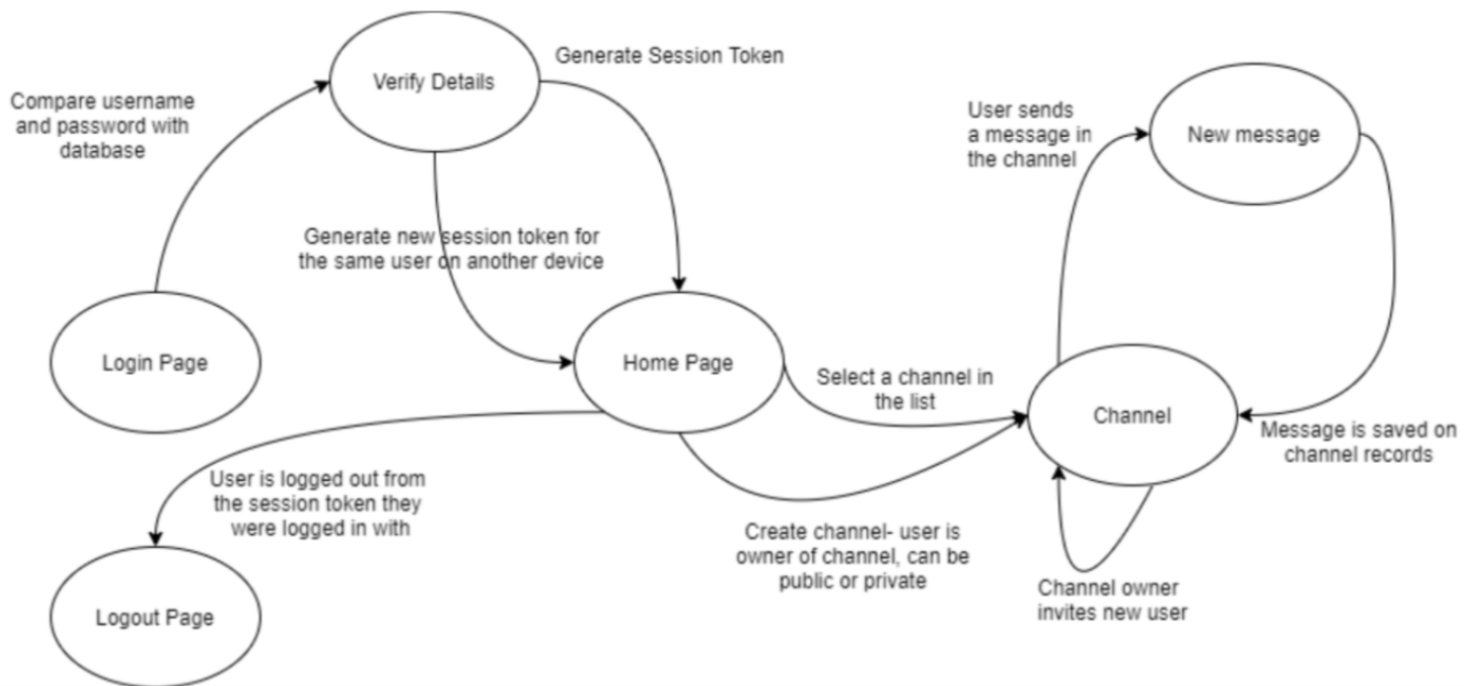 Generate Session Token
Verify Details
Compare username
and password with
database
User sends
a message in
the channel
New message
Generate new session token for
the same user on another device
Login Page
Home Page
Select a channel in
the list
Channel
Message is saved on
channel records
User is logged out from
the session token they
were logged in with
Create channel- user is
owner of channel, can be
public or private
Channel owner
invites new user
Logout Page